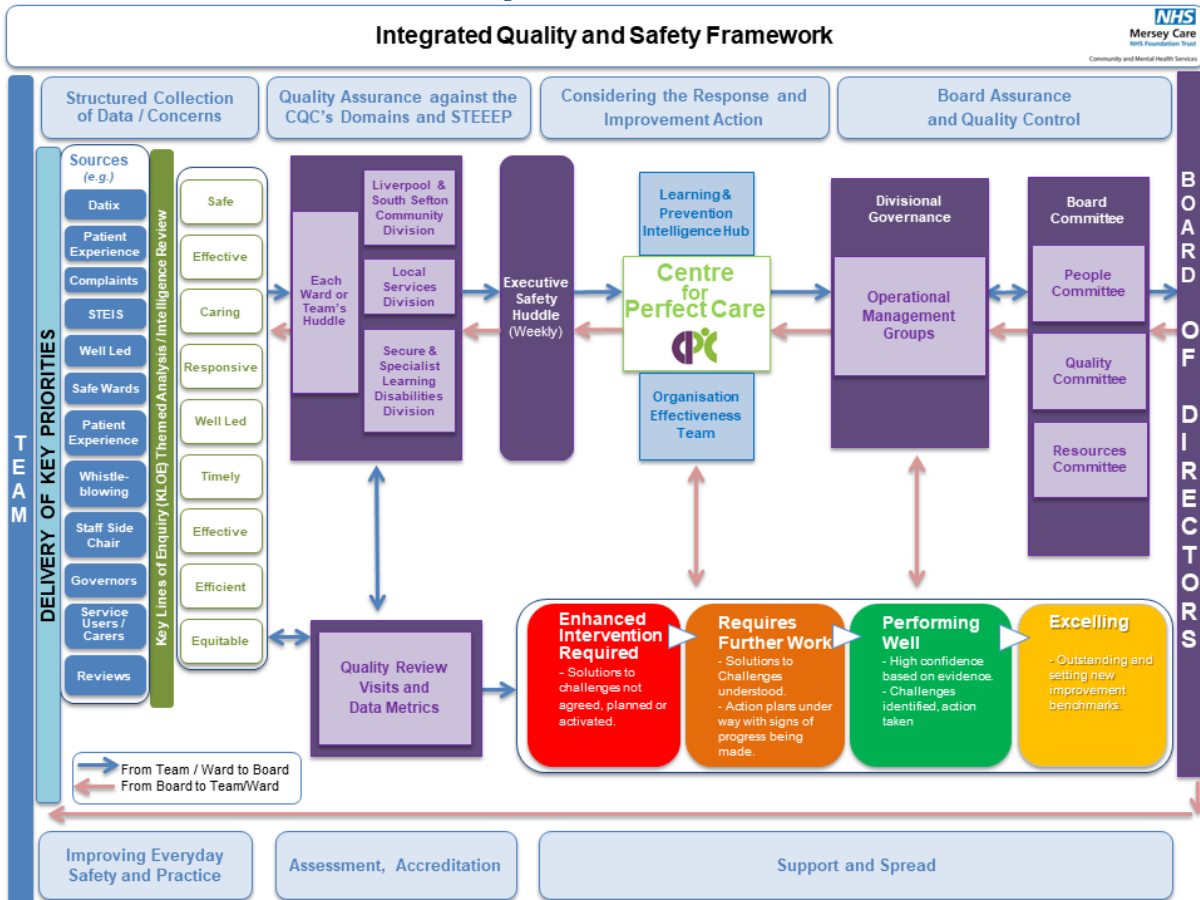 Integrated Quality and Safety Framework
NHS
Mersey Care
NHS Foundation Trust
Community and Mental Health Services
Structured Collection
of Data / Concerns
Quality Assurance against the
CQC's Domains and STEEEP
Considering the Response and
Improvement Action
Board Assurance
and Quality Control
TEAM
DELIVERY OF KEY PRIORITIES
Sources
(e.g.)
Datix
Patient
Experience
Complaints
STEIS
Well Led
Safe Wards
Patient
Experience
Whistle-
blowing
Staff Side
Chair
Governors
Service
Users /
Carers
Reviews
Key Lines of Enquiry (KLOE) Themed Analysis / Intelligence Review
Safe
Effective
Caring
Responsive
Well Led
Timely
Effective
Efficient
Equitable
Each
Ward or
Team's
Huddle
Liverpool &
South Sefton
Community
Division
Local
Services
Division
Secure &
Specialist
Learning
Disabilities
Division
Executive
Safety
Huddle
(Weekly)
Learning &
Prevention
Intelligence Hub
Centre
for
Perfect Care
CPC
Organisation
Effectiveness
Team
Divisional
Governance
Operational
Management
Groups
Board
Committee
People
Committee
Quality
Committee
Resources
Committee
BOARD OF DIRECTORS
Quality Review
Visits and
Data Metrics
Enhanced
Intervention
Required
- Solutions to
challenges not
agreed, planned or
activated.
Requires
Further Work
- Solutions to
Challenges
understood.
- Action plans under
way with signs of
progress being
made.
Performing
Well
- High confidence
based on evidence.
- Challenges
identified, action
taken
Excelling
- Outstanding and
setting new
improvement
benchmarks.
From Team / Ward to Board
From Board to Team/Ward
Improving Everyday
Safety and Practice
Assessment, Accreditation
Support and Spread